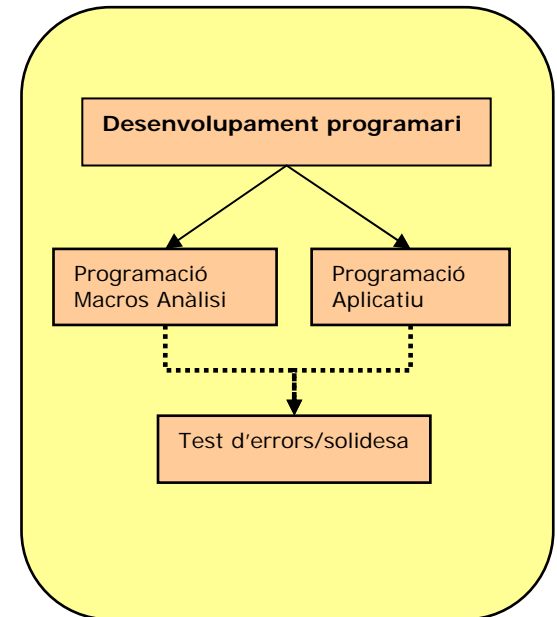 Desenvolupament programari
Programació
Macros Anàlisi
Programació
Aplicatiu
Test d’errors/solidesa